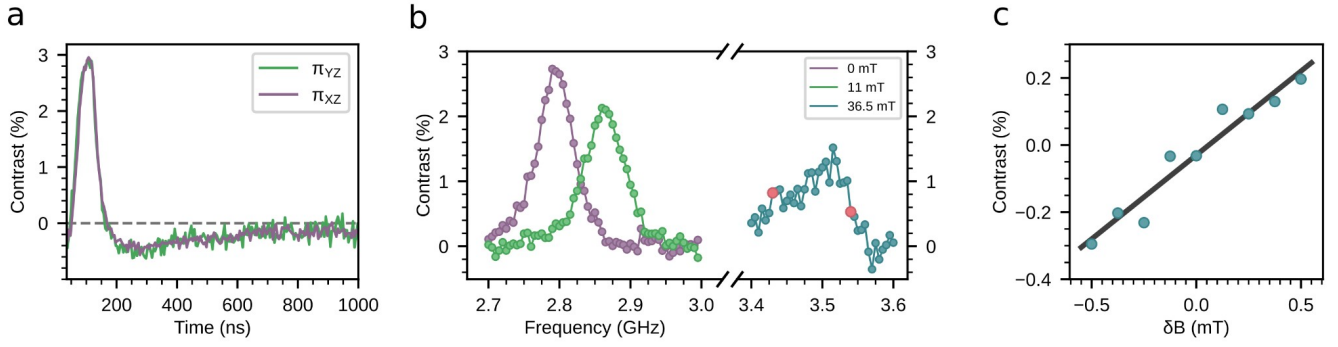 a
Contrast (%)
3
2
1
0
200 400 600 800 1000
Time (ns)
π_YZ
π_XZ
b
Contrast (%)
3
2
1
0
2.7 2.8 2.9 3.0 3.4 3.5 3.6
Frequency (GHz)
0 mT
11 mT
36.5 mT
3
2
1
0
c
Contrast (%)
0.2
0.0
−0.2
−0.4
−0.5 0.0 0.5
δB (mT)